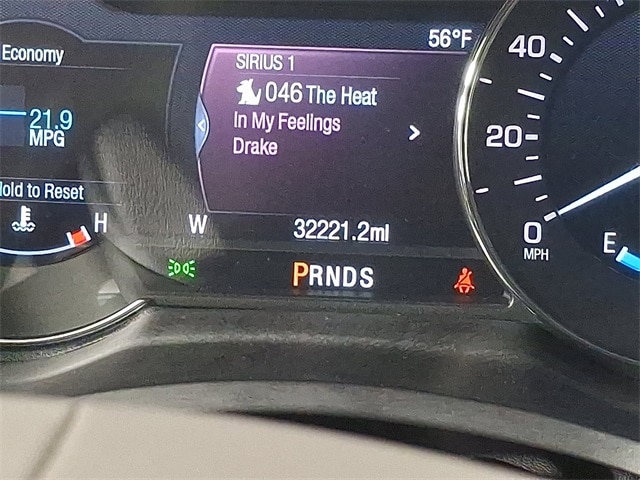 Economy
21.9
MPG
Hold to Reset
H
56°F
SIRIUS 1
046 The Heat
In My Feelings
Drake
W
32221.2mi
PRNDS
40
20
0
MPH
E